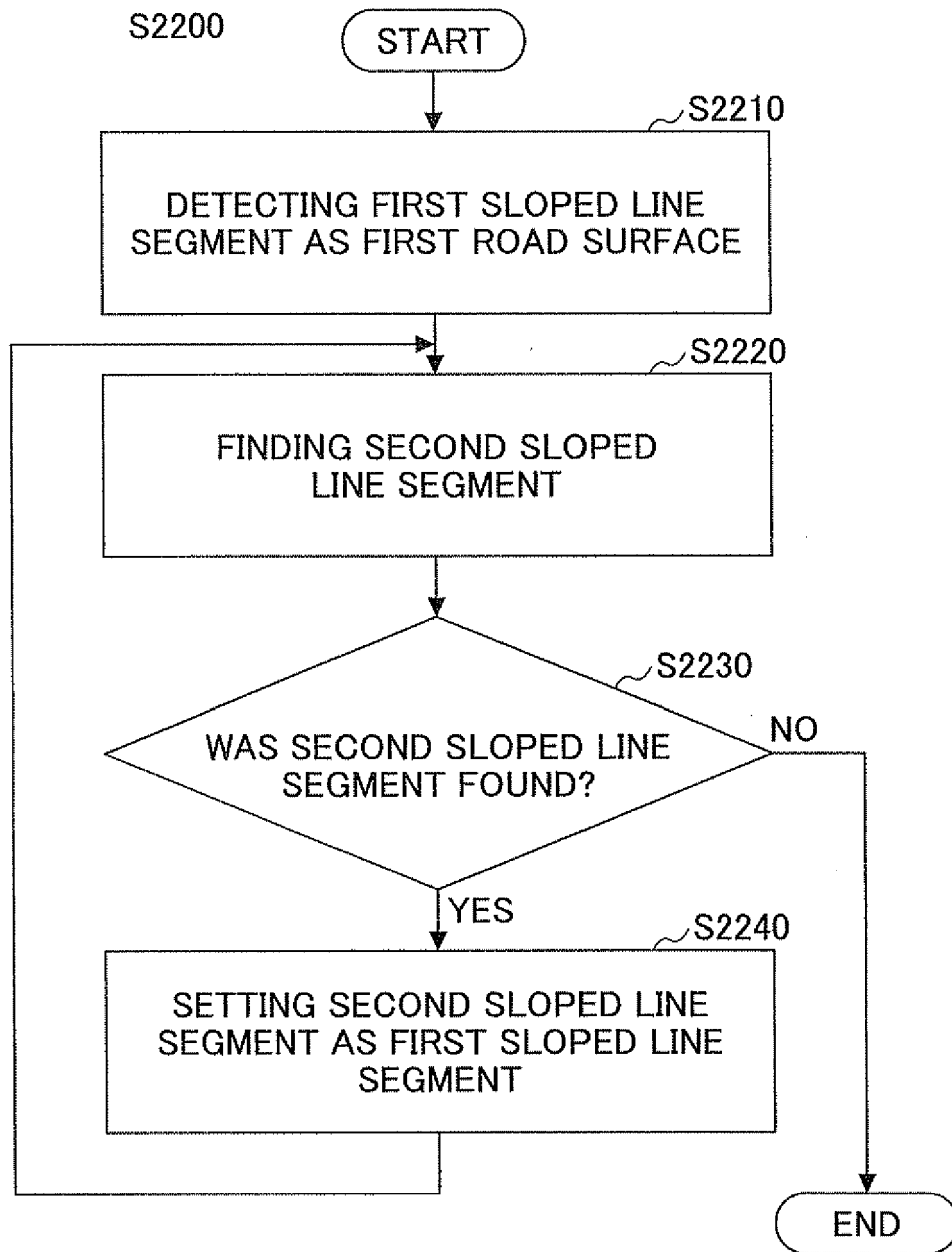 S2200
START
S2210
DETECTING FIRST SLOPED LINE
SEGMENT AS FIRST ROAD SURFACE
S2220
FINDING SECOND SLOPED
LINE SEGMENT
S2230
WAS SECOND SLOPED LINE
SEGMENT FOUND?
NO
YES
S2240
SETTING SECOND SLOPED LINE
SEGMENT AS FIRST SLOPED LINE
SEGMENT
END